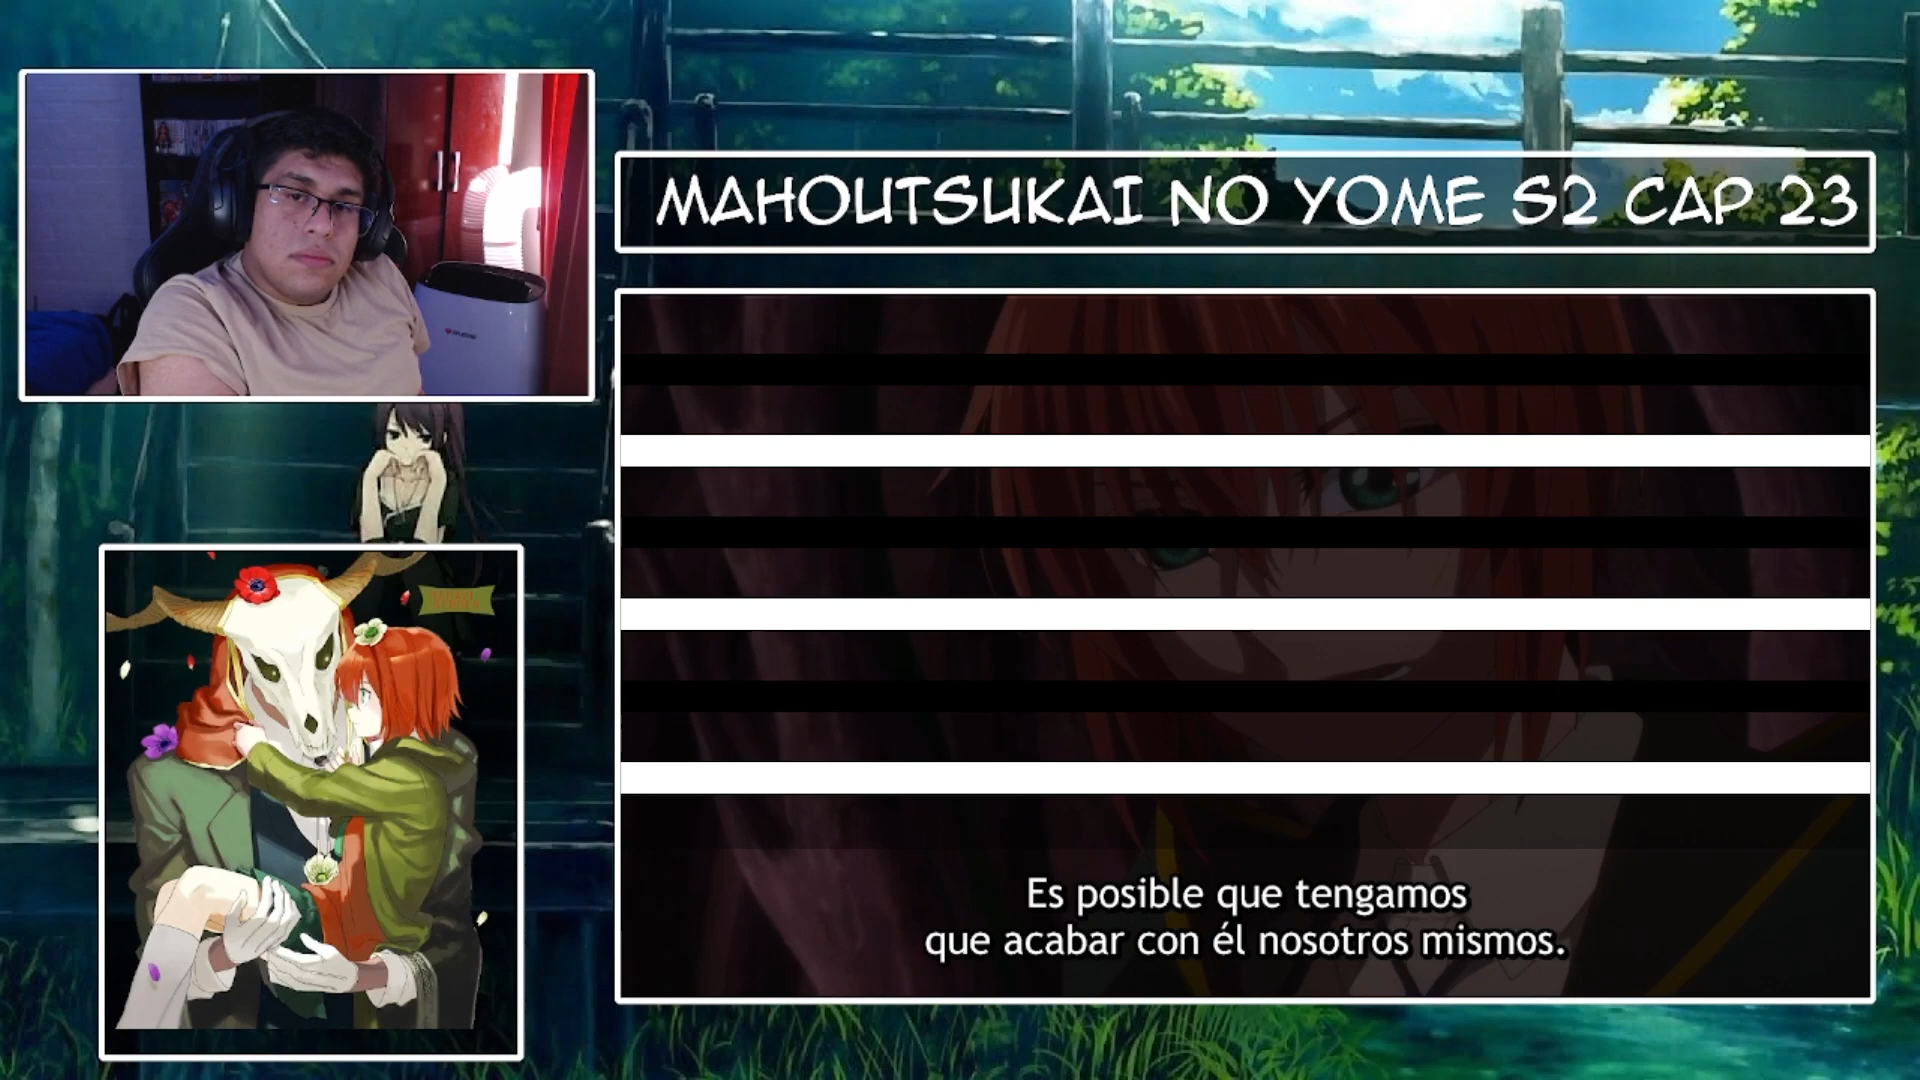 MAHOUTSUKAI NO YOME S2 CAP 23
Es posible que tengamos
que acabar con él nosotros mismos.